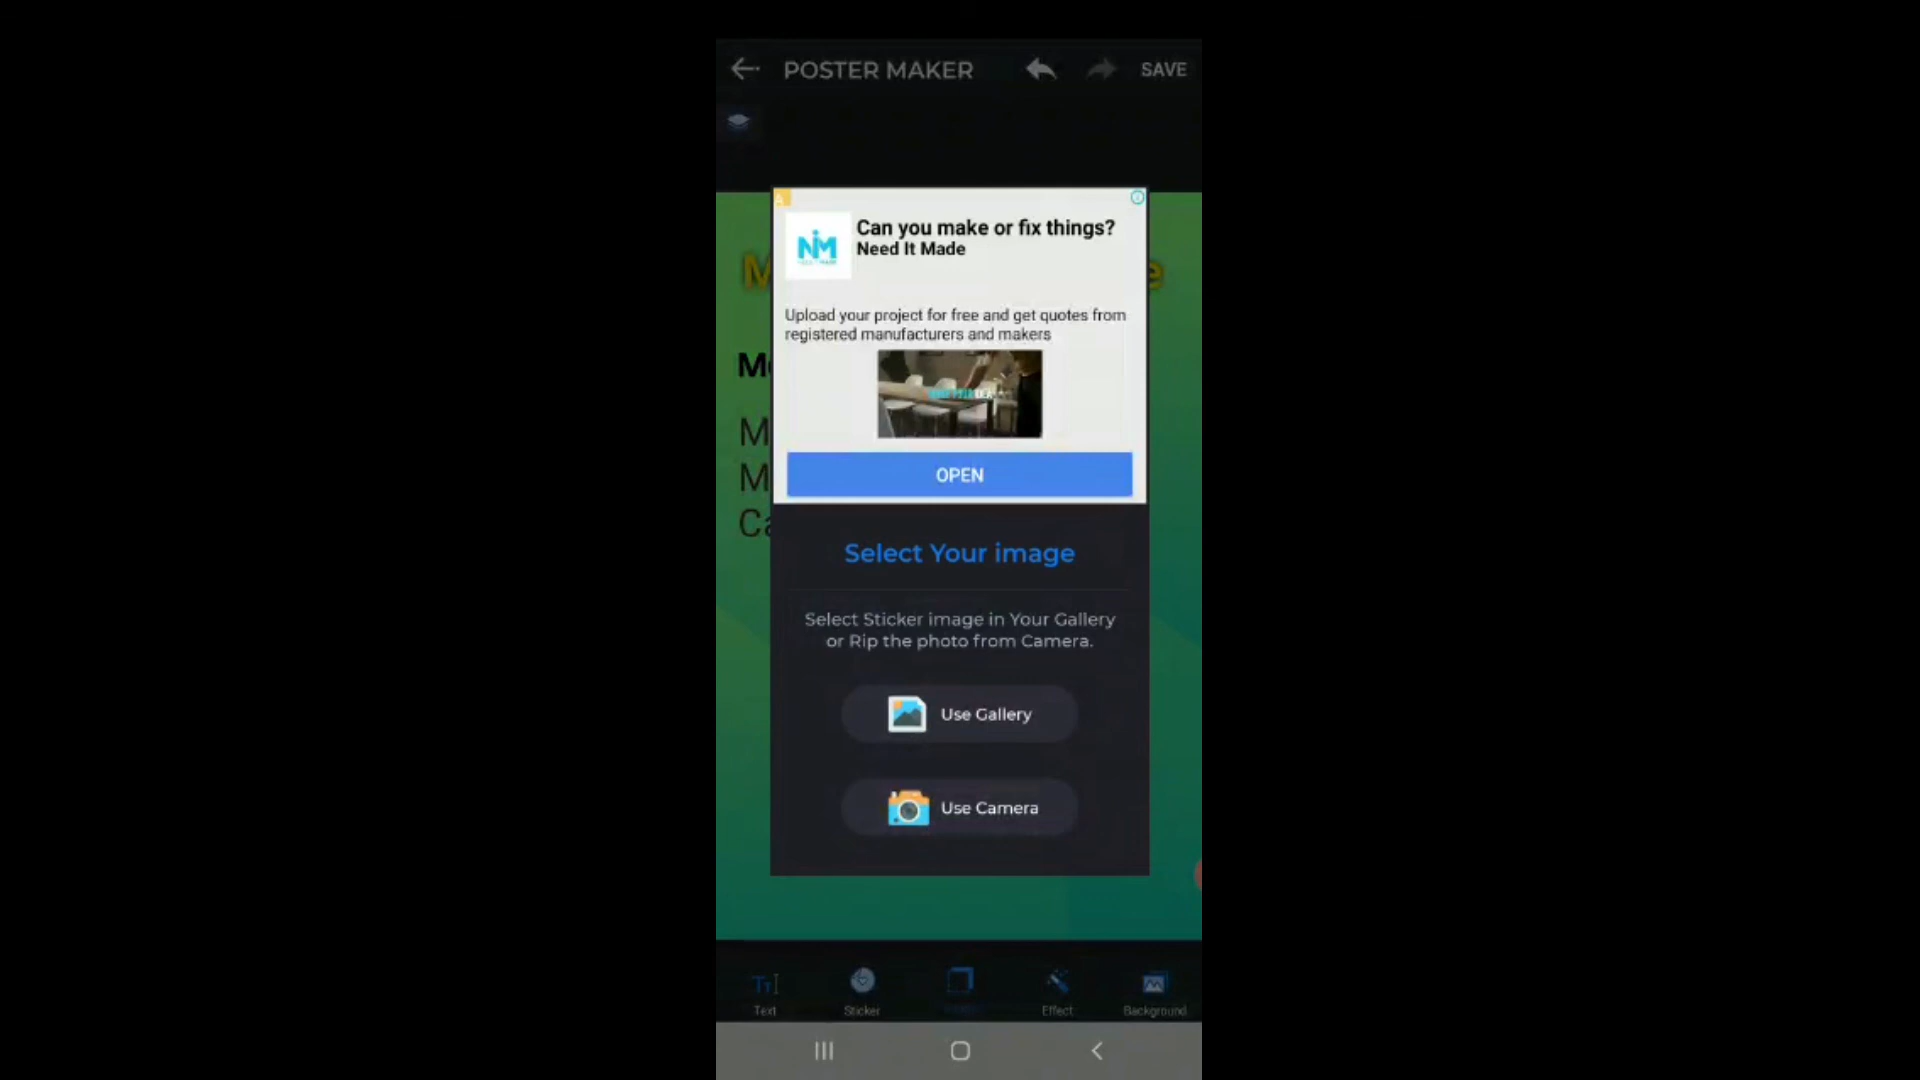 POSTER MAKER
SAVE
Can you make or fix things?
Need It Made
NiM
Upload your project for free and get quotes from
registered manufacturers and makers
OPEN
Select Your image
Select Sticker image in Your Gallery
or Rip the photo from Camera.
Use Gallery
Use Camera
Text
Sticker
Effect
Background